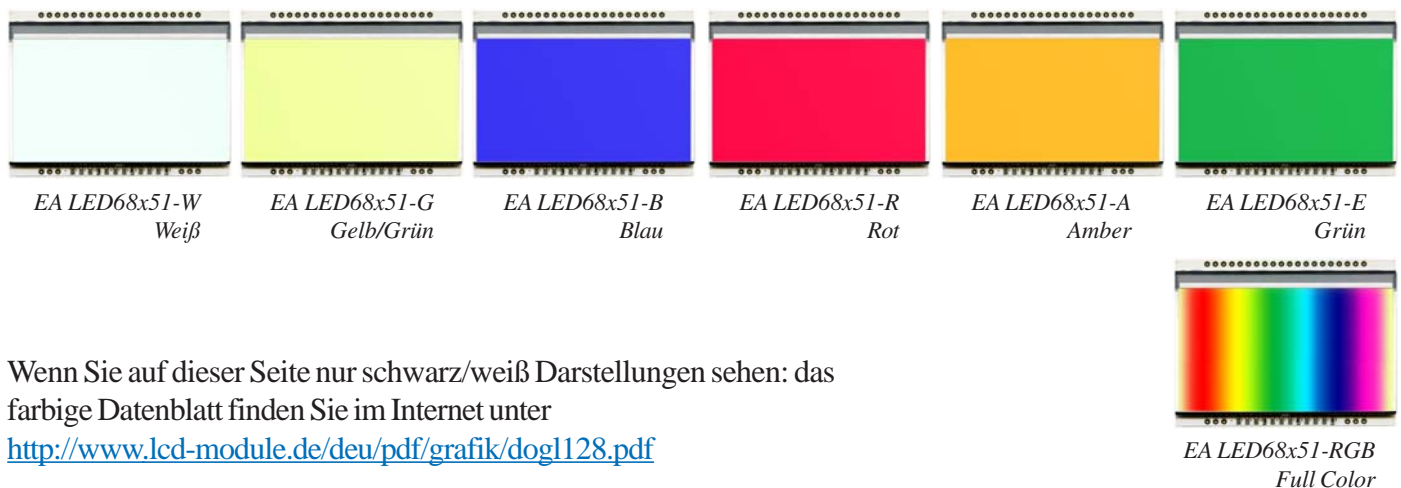 EA LED68x51-W
Weiß
EA LED68x51-G
Gelb/Grün
EA LED68x51-B
Blau
EA LED68x51-R
Rot
EA LED68x51-A
Amber
EA LED68x51-E
Grün
EA LED68x51-RGB
Full Color
Wenn Sie auf dieser Seite nur schwarz/weiß Darstellungen sehen: das
farbige Datenblatt finden Sie im Internet unter
http://www.lcd-module.de/deu/pdf/grafik/dogl128.pdf